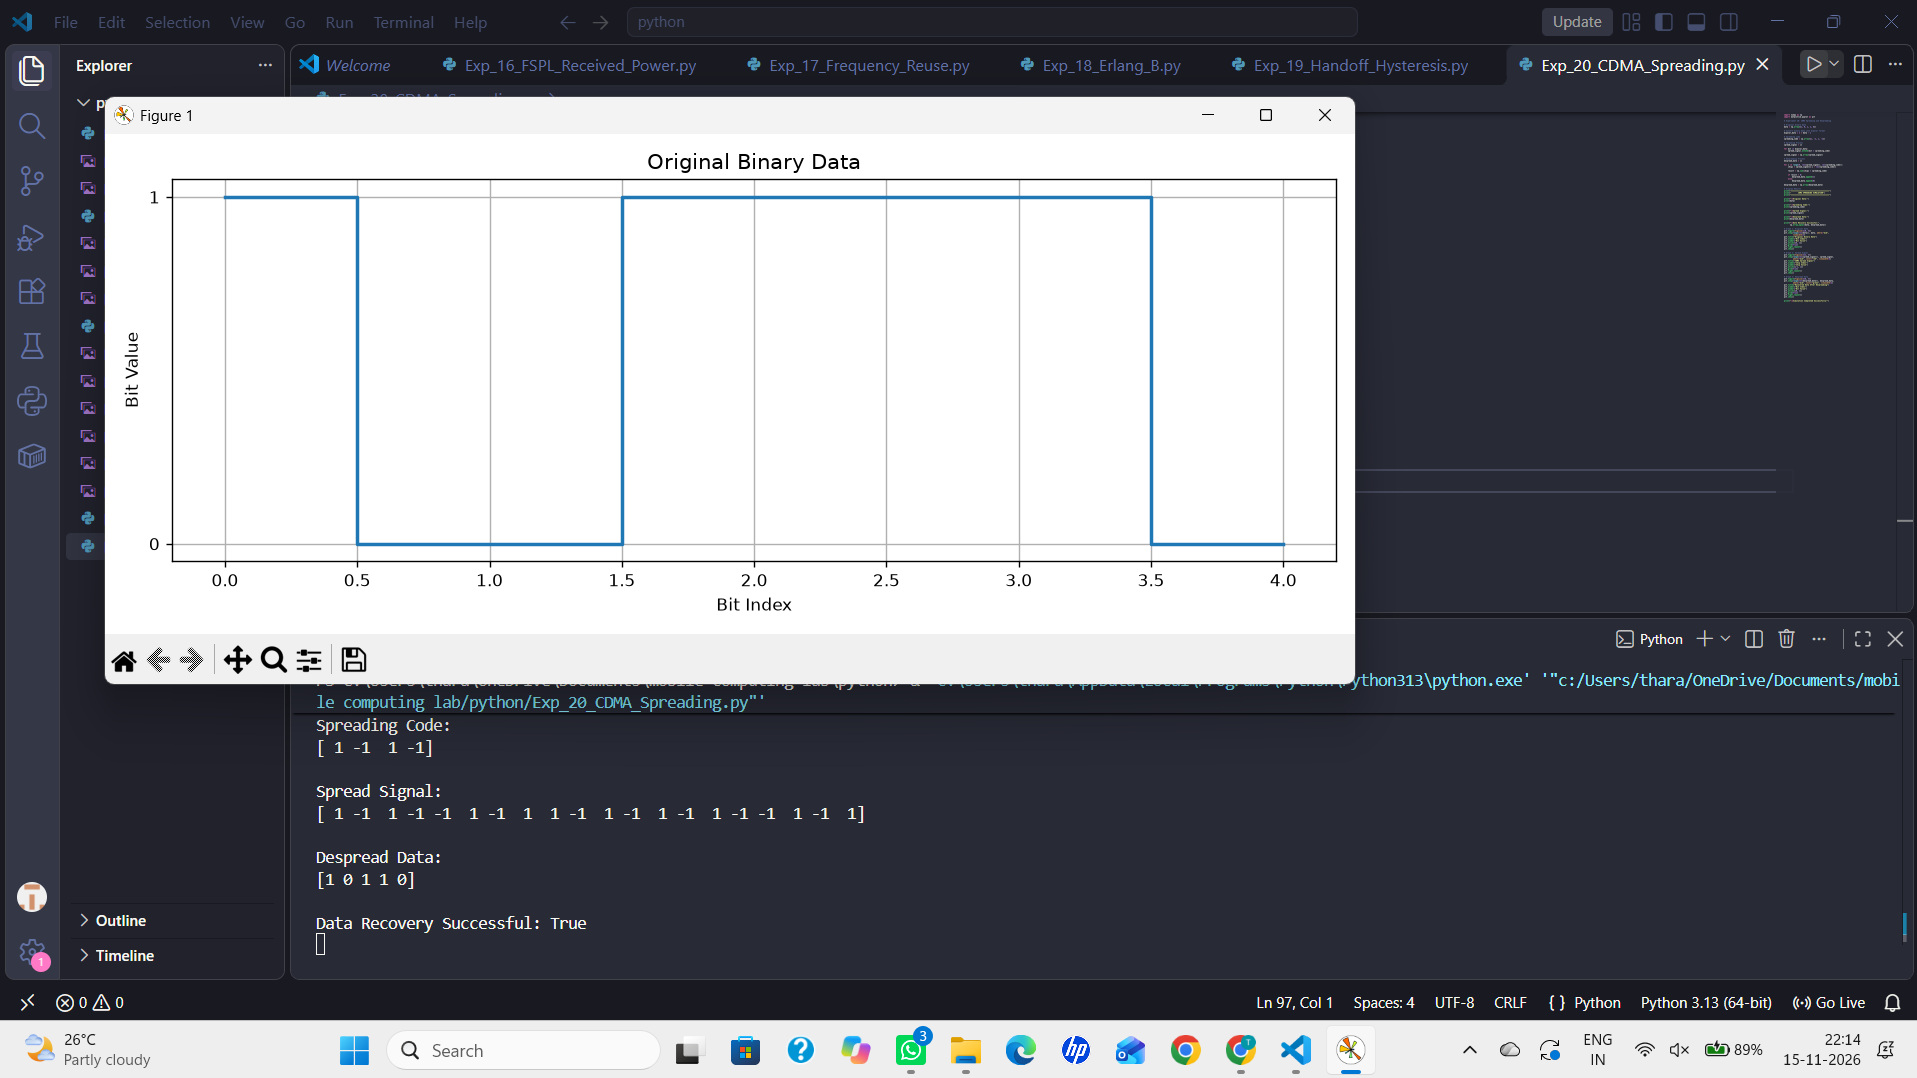 File Edit Selection View Go Run Terminal Help
python
Update
Explorer
Welcome
Exp_16_FSPL_Received_Power.py
Exp_17_Frequency_Reuse.py
Exp_18_Erlang_B.py
Exp_19_Handoff_Hysteresis.py
Exp_20_CDMA_Spreading.py
Figure 1
Original Binary Data
Bit Value
1
0
0.0 0.5 1.0 1.5 2.0 2.5 3.0 3.5 4.0
Bit Index
Python
python313\python.exe' '"c:/Users/thara/OneDrive/Documents/mobi
le computing lab/python/Exp_20_CDMA_Spreading.py"'
Spreading Code:
[ 1 -1  1 -1]
Spread Signal:
[ 1 -1  1 -1 -1  1 -1  1  1 -1  1 -1  1 -1  1 -1 -1  1 -1  1]
Despread Data:
[1 0 1 1 0]
Data Recovery Successful: True
Outline
Timeline
1
0 0
Ln 97, Col 1
Spaces: 4
UTF-8
CRLF
{ } Python
Python 3.13 (64-bit)
Go Live
26°C
Partly cloudy
Search
3
hp
T
ENG
IN
89%
22:14
15-11-2026